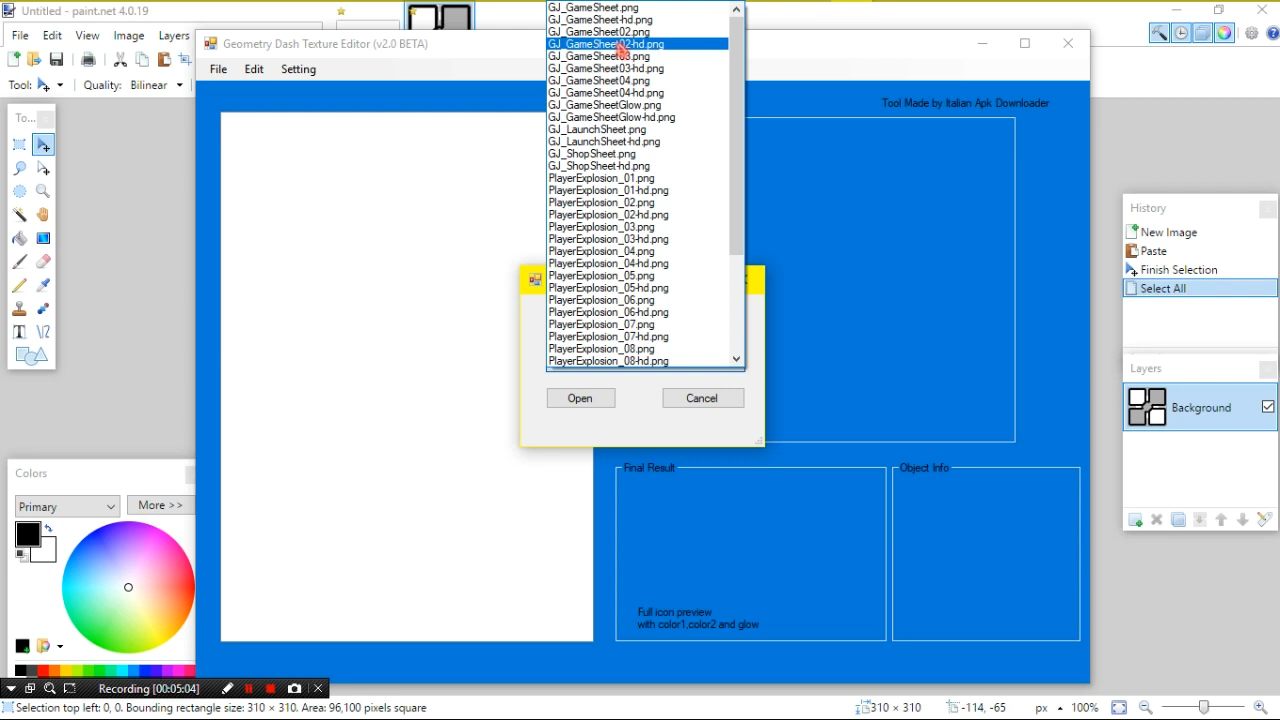 Untitled - paint.net 4.0.19
File Edit View Image Layers
Tool: Quality: Bilinear
To...
Geometry Dash Texture Editor (v2.0 BETA)
File Edit Setting
Tool Made by Italian Apk Downloader
GJ_GameSheet.png
GJ_GameSheet-hd.png
GJ_GameSheet02.png
GJ_GameSheet02-hd.png
GJ_GameSheet03.png
GJ_GameSheet03-hd.png
GJ_GameSheet04.png
GJ_GameSheet04-hd.png
GJ_GameSheetGlow.png
GJ_GameSheetGlow-hd.png
GJ_LaunchSheet.png
GJ_LaunchSheet-hd.png
GJ_ShopSheet.png
GJ_ShopSheet-hd.png
PlayerExplosion_01.png
PlayerExplosion_01-hd.png
PlayerExplosion_02.png
PlayerExplosion_02-hd.png
PlayerExplosion_03.png
PlayerExplosion_03-hd.png
PlayerExplosion_04.png
PlayerExplosion_04-hd.png
PlayerExplosion_05.png
PlayerExplosion_05-hd.png
PlayerExplosion_06.png
PlayerExplosion_06-hd.png
PlayerExplosion_07.png
PlayerExplosion_07-hd.png
PlayerExplosion_08.png
PlayerExplosion_08-hd.png
Open Cancel
Final Result
Object Info
Full icon preview
with color1,color2 and glow
History
New Image
Paste
Finish Selection
Select All
Layers
Background
Colors
Primary
More >>
Recording [00:05:04]
Selection top left: 0, 0. Bounding rectangle size: 310 × 310. Area: 96,100 pixels square
310 × 310
-114, -65
px
100%